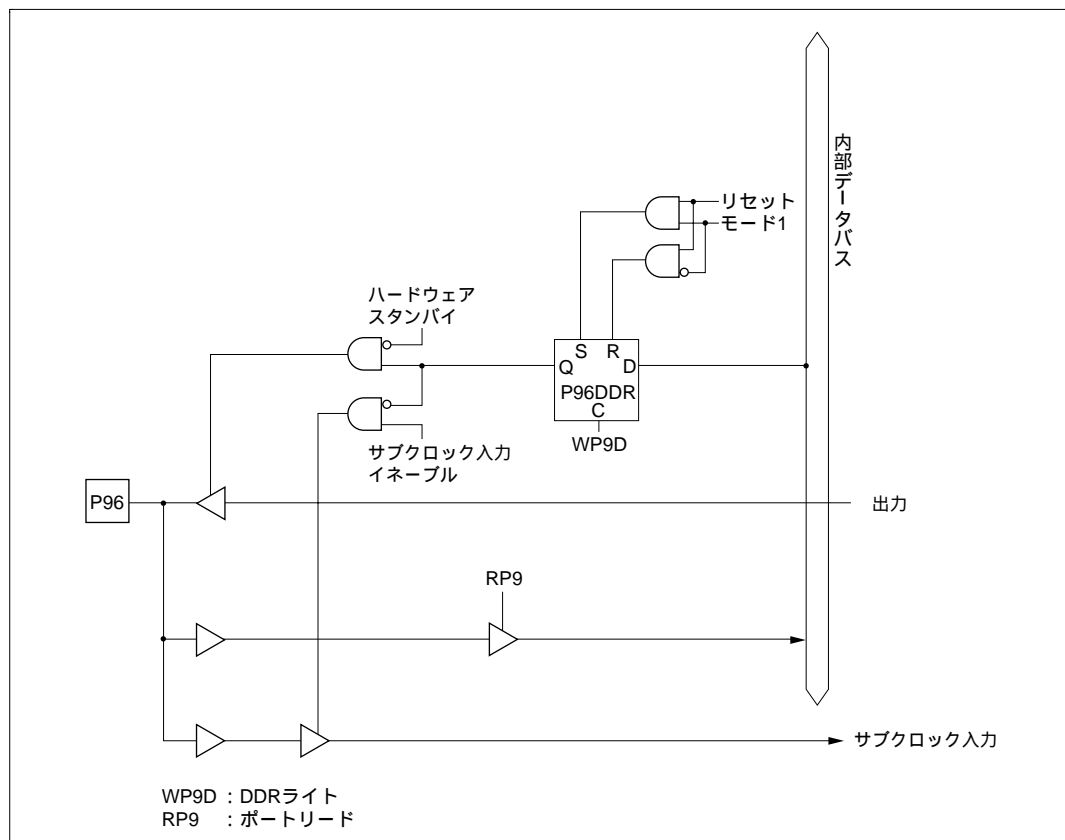 内部データバス
リセット
モード1
ハードウェア
スタンバイ
S R
Q D
P96DDR
C
WP9D
サブクロック入力
イネーブル
P96
出力
RP9
サブクロック入力
WP9D : DDRライト
RP9 : ポートリード